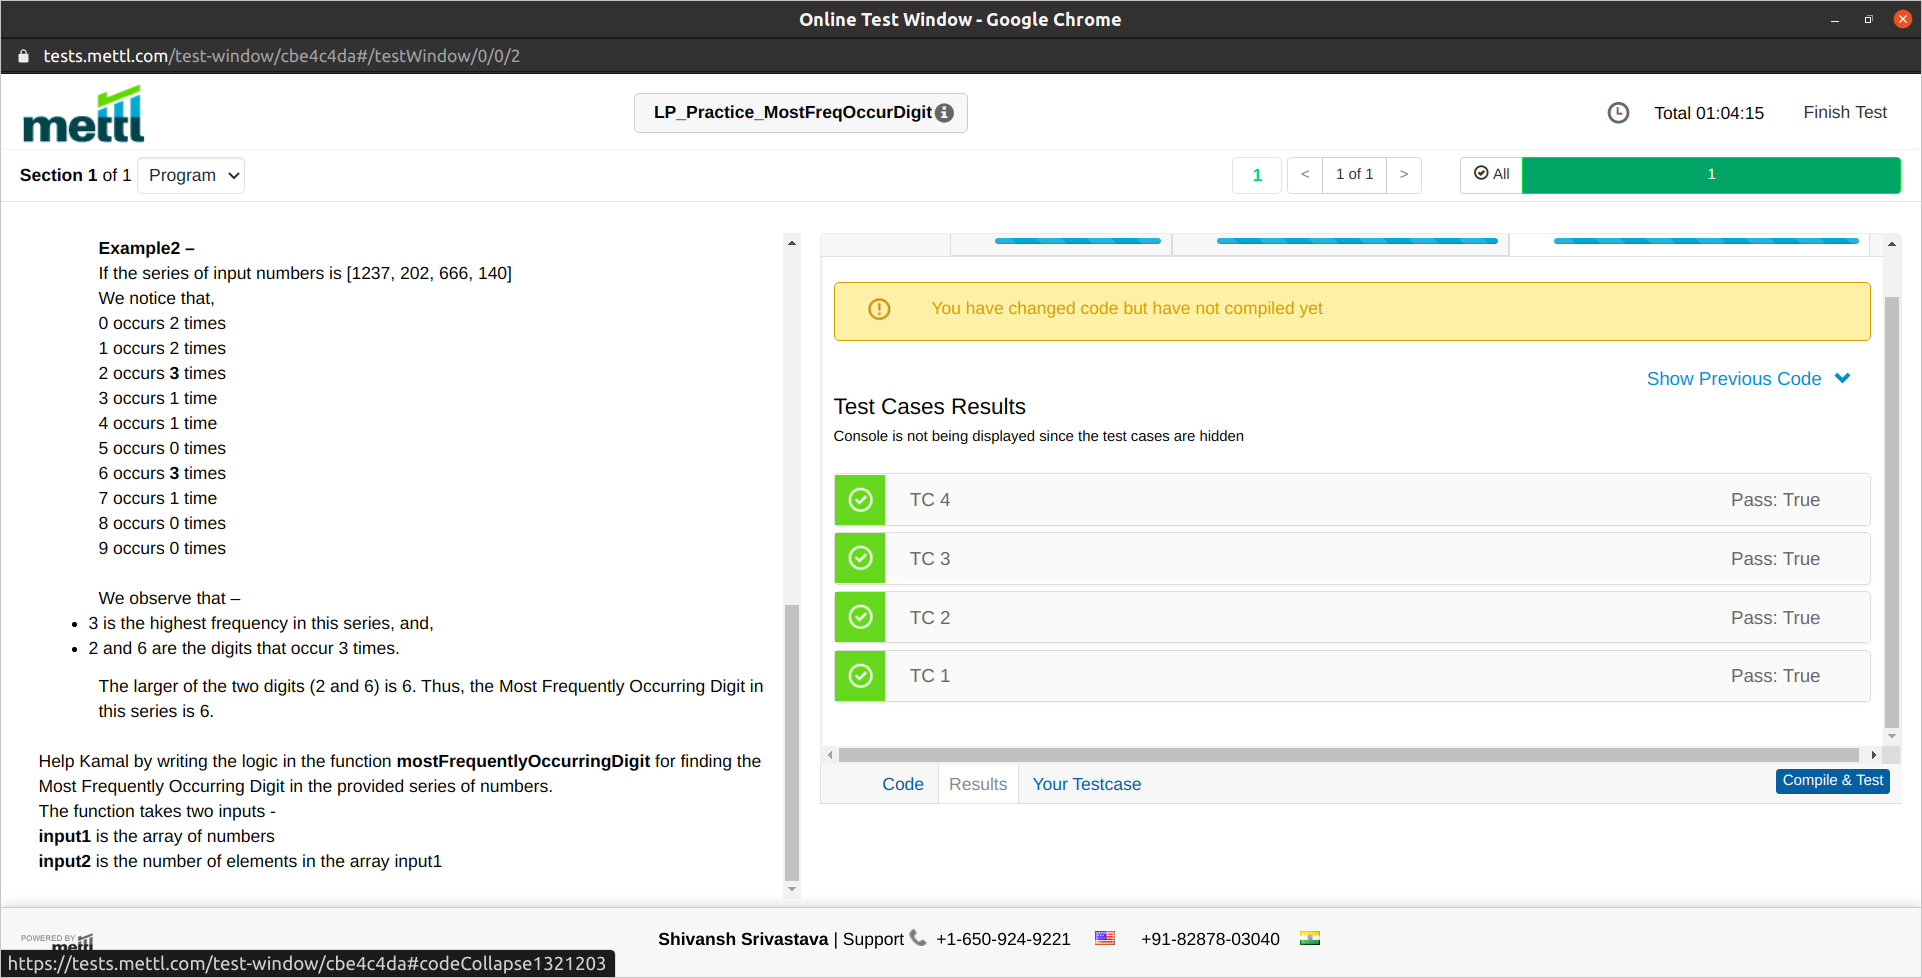 Online Test Window - Google Chrome
tests.mettl.com/test-window/cbe4c4da#/testWindow/0/0/2
mettl
LP_Practice_MostFreqOccurDigit
Total 01:04:15
Finish Test
Section 1 of 1 Program
1 < 1 of 1 > All 1
Example2 –
If the series of input numbers is [1237, 202, 666, 140]
We notice that,
0 occurs 2 times
1 occurs 2 times
2 occurs 3 times
3 occurs 1 time
4 occurs 1 time
5 occurs 0 times
6 occurs 3 times
7 occurs 1 time
8 occurs 0 times
9 occurs 0 times
We observe that –
• 3 is the highest frequency in this series, and,
• 2 and 6 are the digits that occur 3 times.
The larger of the two digits (2 and 6) is 6. Thus, the Most Frequently Occurring Digit in
this series is 6.
Help Kamal by writing the logic in the function mostFrequentlyOccurringDigit for finding the
Most Frequently Occurring Digit in the provided series of numbers.
The function takes two inputs -
input1 is the array of numbers
input2 is the number of elements in the array input1
You have changed code but have not compiled yet
Show Previous Code
Test Cases Results
Console is not being displayed since the test cases are hidden
TC 4 Pass: True
TC 3 Pass: True
TC 2 Pass: True
TC 1 Pass: True
Code Results Your Testcase Compile & Test
POWERED BY mettl
Shivansh Srivastava | Support +1-650-924-9221 +91-82878-03040
https://tests.mettl.com/test-window/cbe4c4da#codeCollapse1321203